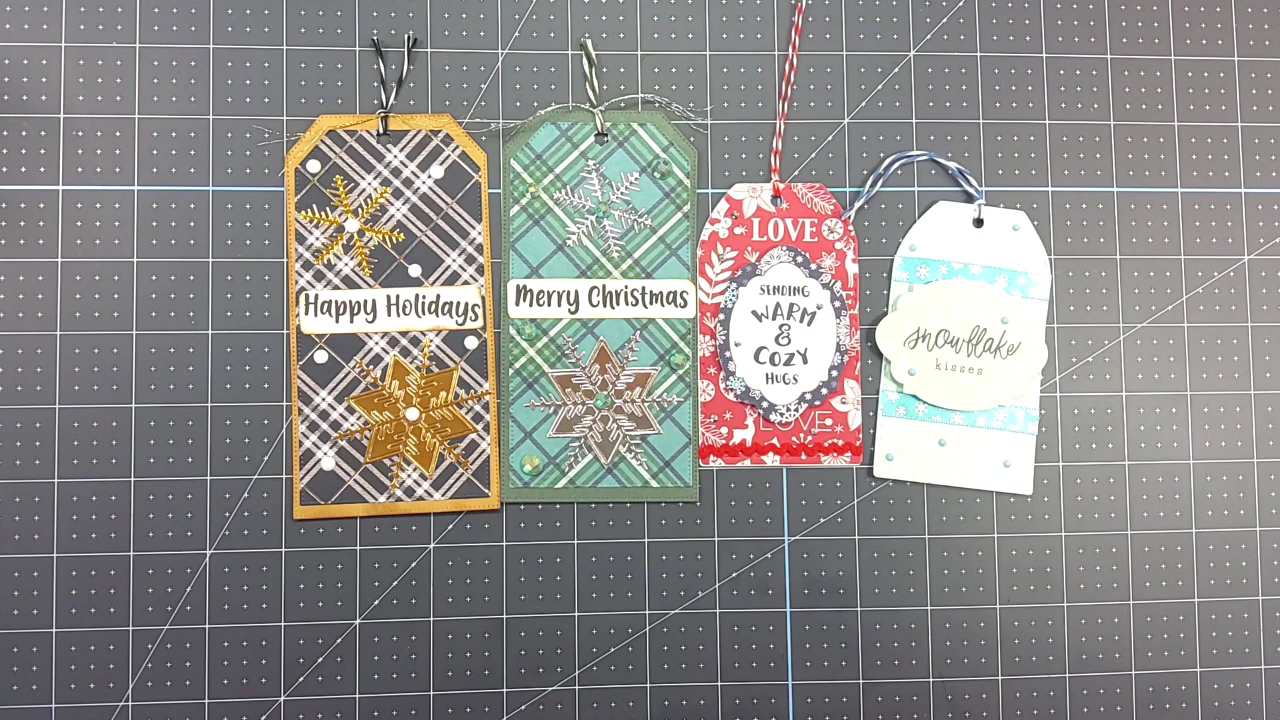 Happy Holidays
Merry Christmas
LOVE
SENDING
WARM
&
COZY
HUGS
LOVE
snowflake
kisses